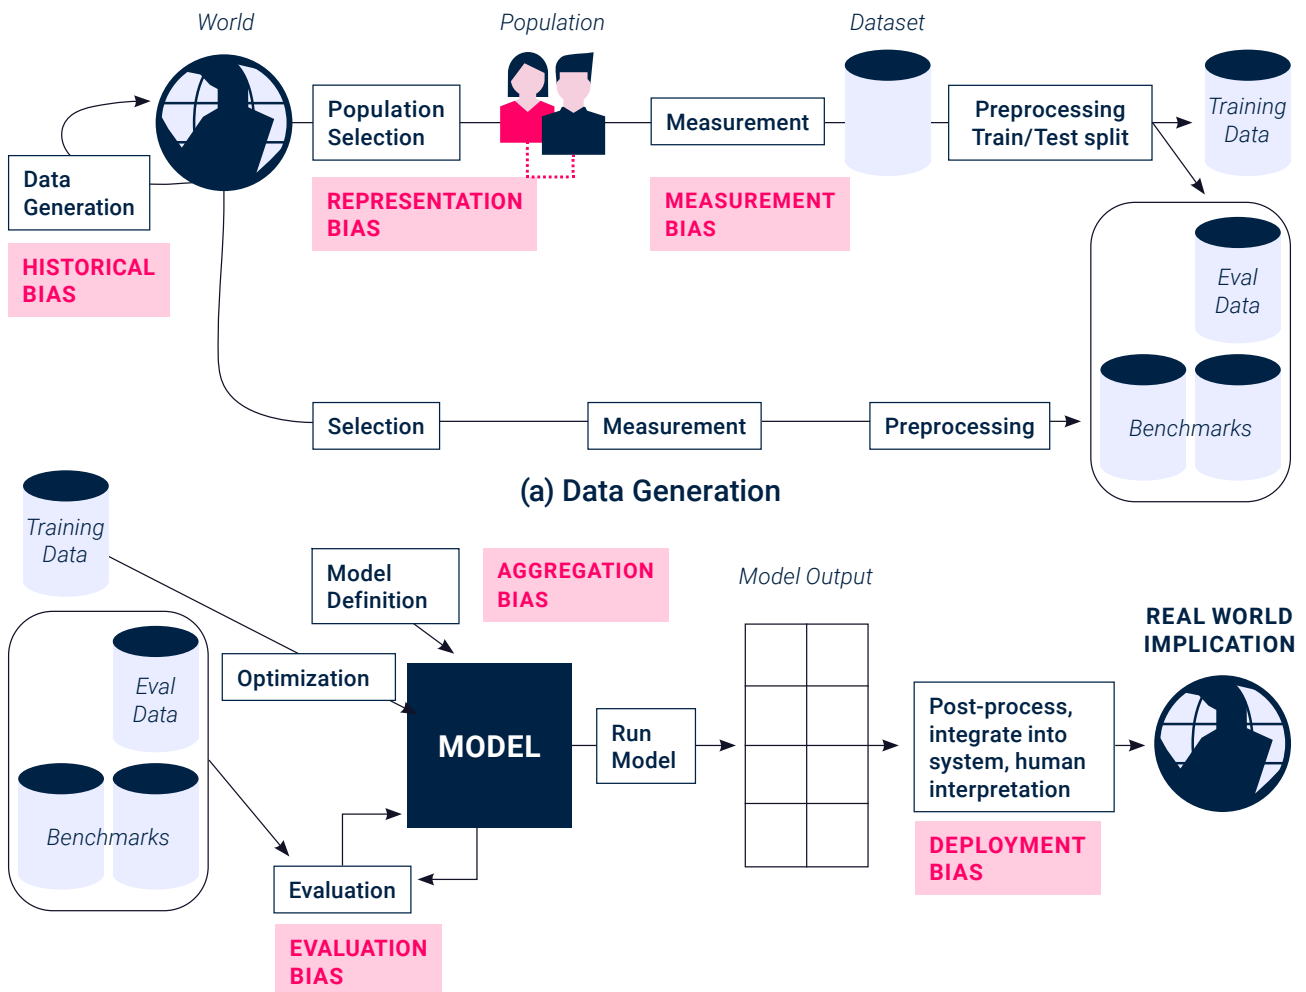 World
Population
Dataset
Population
Selection
Measurement
Preprocessing
Train/Test split
Training
Data
Data
Generation
REPRESENTATION
BIAS
MEASUREMENT
BIAS
HISTORICAL
BIAS
Eval
Data
Selection
Measurement
Preprocessing
Benchmarks
(a) Data Generation
Training
Data
Model
Definition
AGGREGATION
BIAS
Model Output
REAL WORLD
IMPLICATION
Optimization
Eval
Data
MODEL
Run
Model
Post-process,
integrate into
system, human
interpretation
Benchmarks
Evaluation
DEPLOYMENT
BIAS
EVALUATION
BIAS